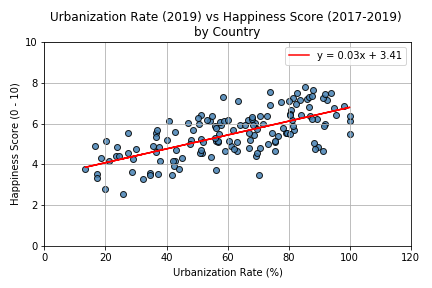 Urbanization Rate (2019) vs Happiness Score (2017-2019)
by Country
y = 0.03x + 3.41
Happiness Score (0 - 10)
10
8
6
4
2
0
0 20 40 60 80 100 120
Urbanization Rate (%)